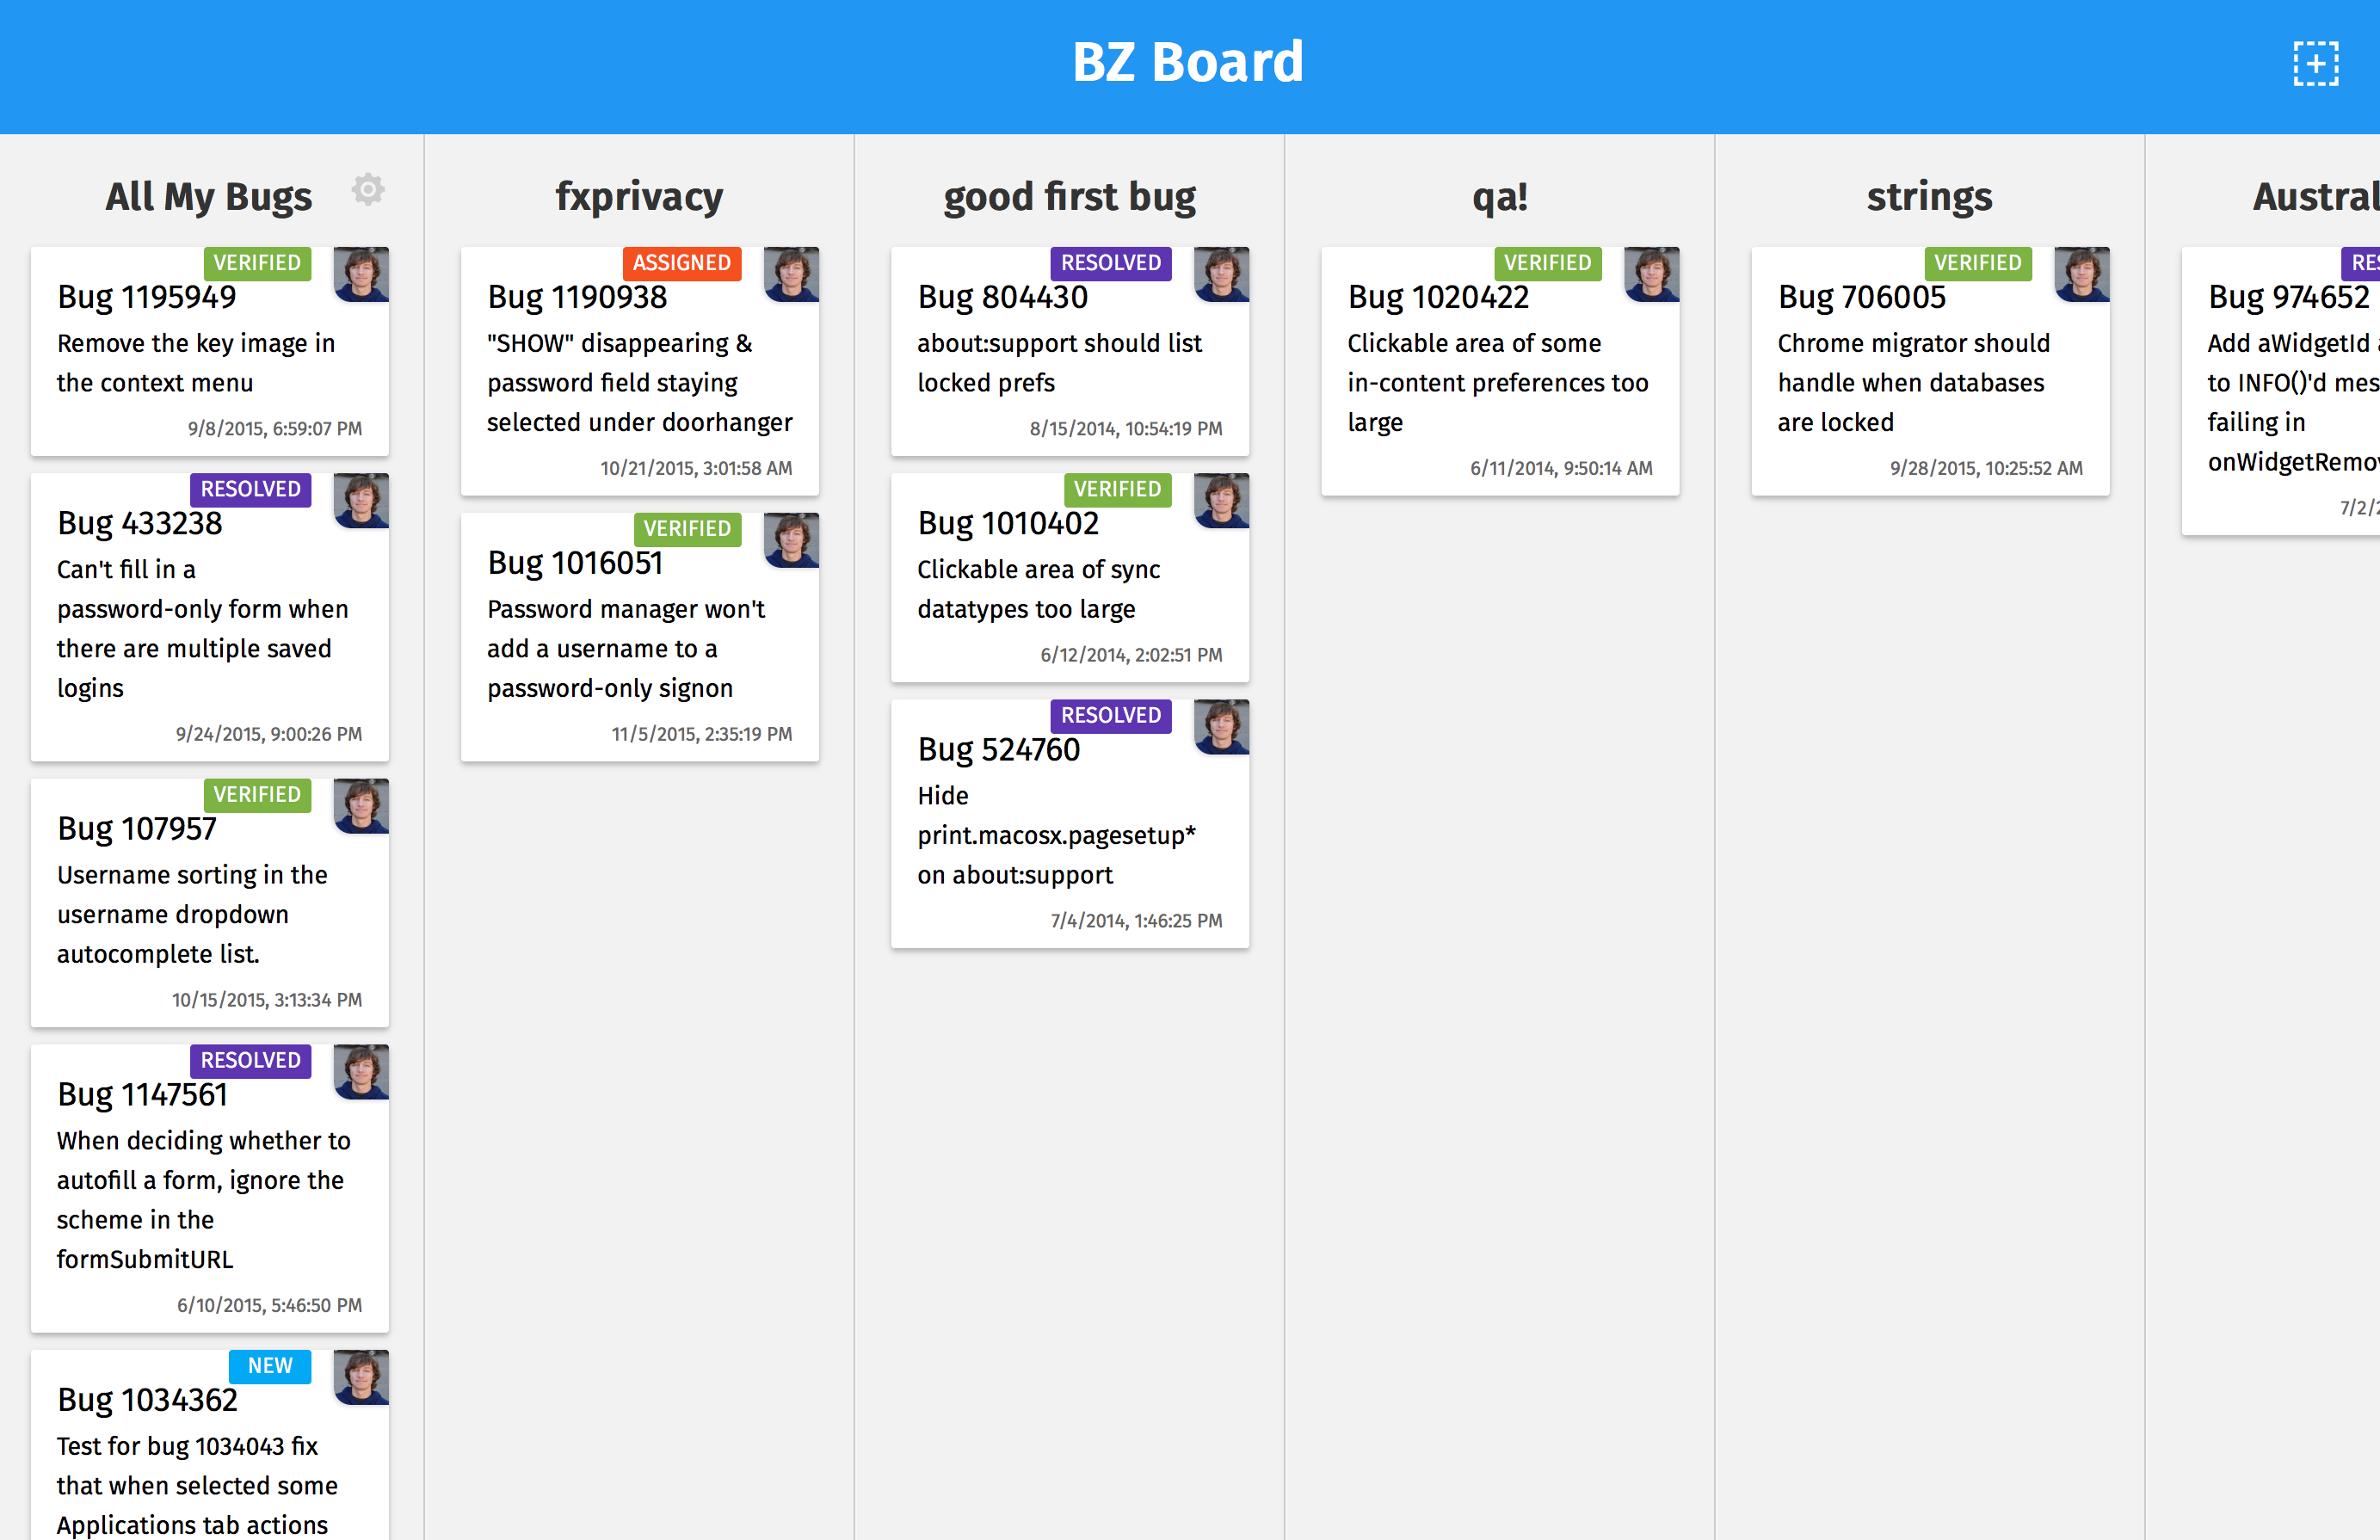 BZ Board
All My Bugs
VERIFIED
Bug 1195949
Remove the key image in
the context menu
9/8/2015, 6:59:07 PM
RESOLVED
Bug 433238
Can't fill in a
password-only form when
there are multiple saved
logins
9/24/2015, 9:00:26 PM
VERIFIED
Bug 107957
Username sorting in the
username dropdown
autocomplete list.
10/15/2015, 3:13:34 PM
RESOLVED
Bug 1147561
When deciding whether to
autofill a form, ignore the
scheme in the
formSubmitURL
6/10/2015, 5:46:50 PM
NEW
Bug 1034362
Test for bug 1034043 fix
that when selected some
Applications tab actions
fxprivacy
ASSIGNED
Bug 1190938
"SHOW" disappearing &
password field staying
selected under doorhanger
10/21/2015, 3:01:58 AM
VERIFIED
Bug 1016051
Password manager won't
add a username to a
password-only signon
11/5/2015, 2:35:19 PM
good first bug
RESOLVED
Bug 804430
about:support should list
locked prefs
8/15/2014, 10:54:19 PM
VERIFIED
Bug 1010402
Clickable area of sync
datatypes too large
6/12/2014, 2:02:51 PM
RESOLVED
Bug 524760
Hide
print.macosx.pagesetup*
on about:support
7/4/2014, 1:46:25 PM
qa!
VERIFIED
Bug 1020422
Clickable area of some
in-content preferences too
large
6/11/2014, 9:50:14 AM
strings
VERIFIED
Bug 706005
Chrome migrator should
handle when databases
are locked
9/28/2015, 10:25:52 AM
Austral
RES
Bug 974652
Add aWidgetId
to INFO()'d mes
failing in
onWidgetRemov
7/2/2